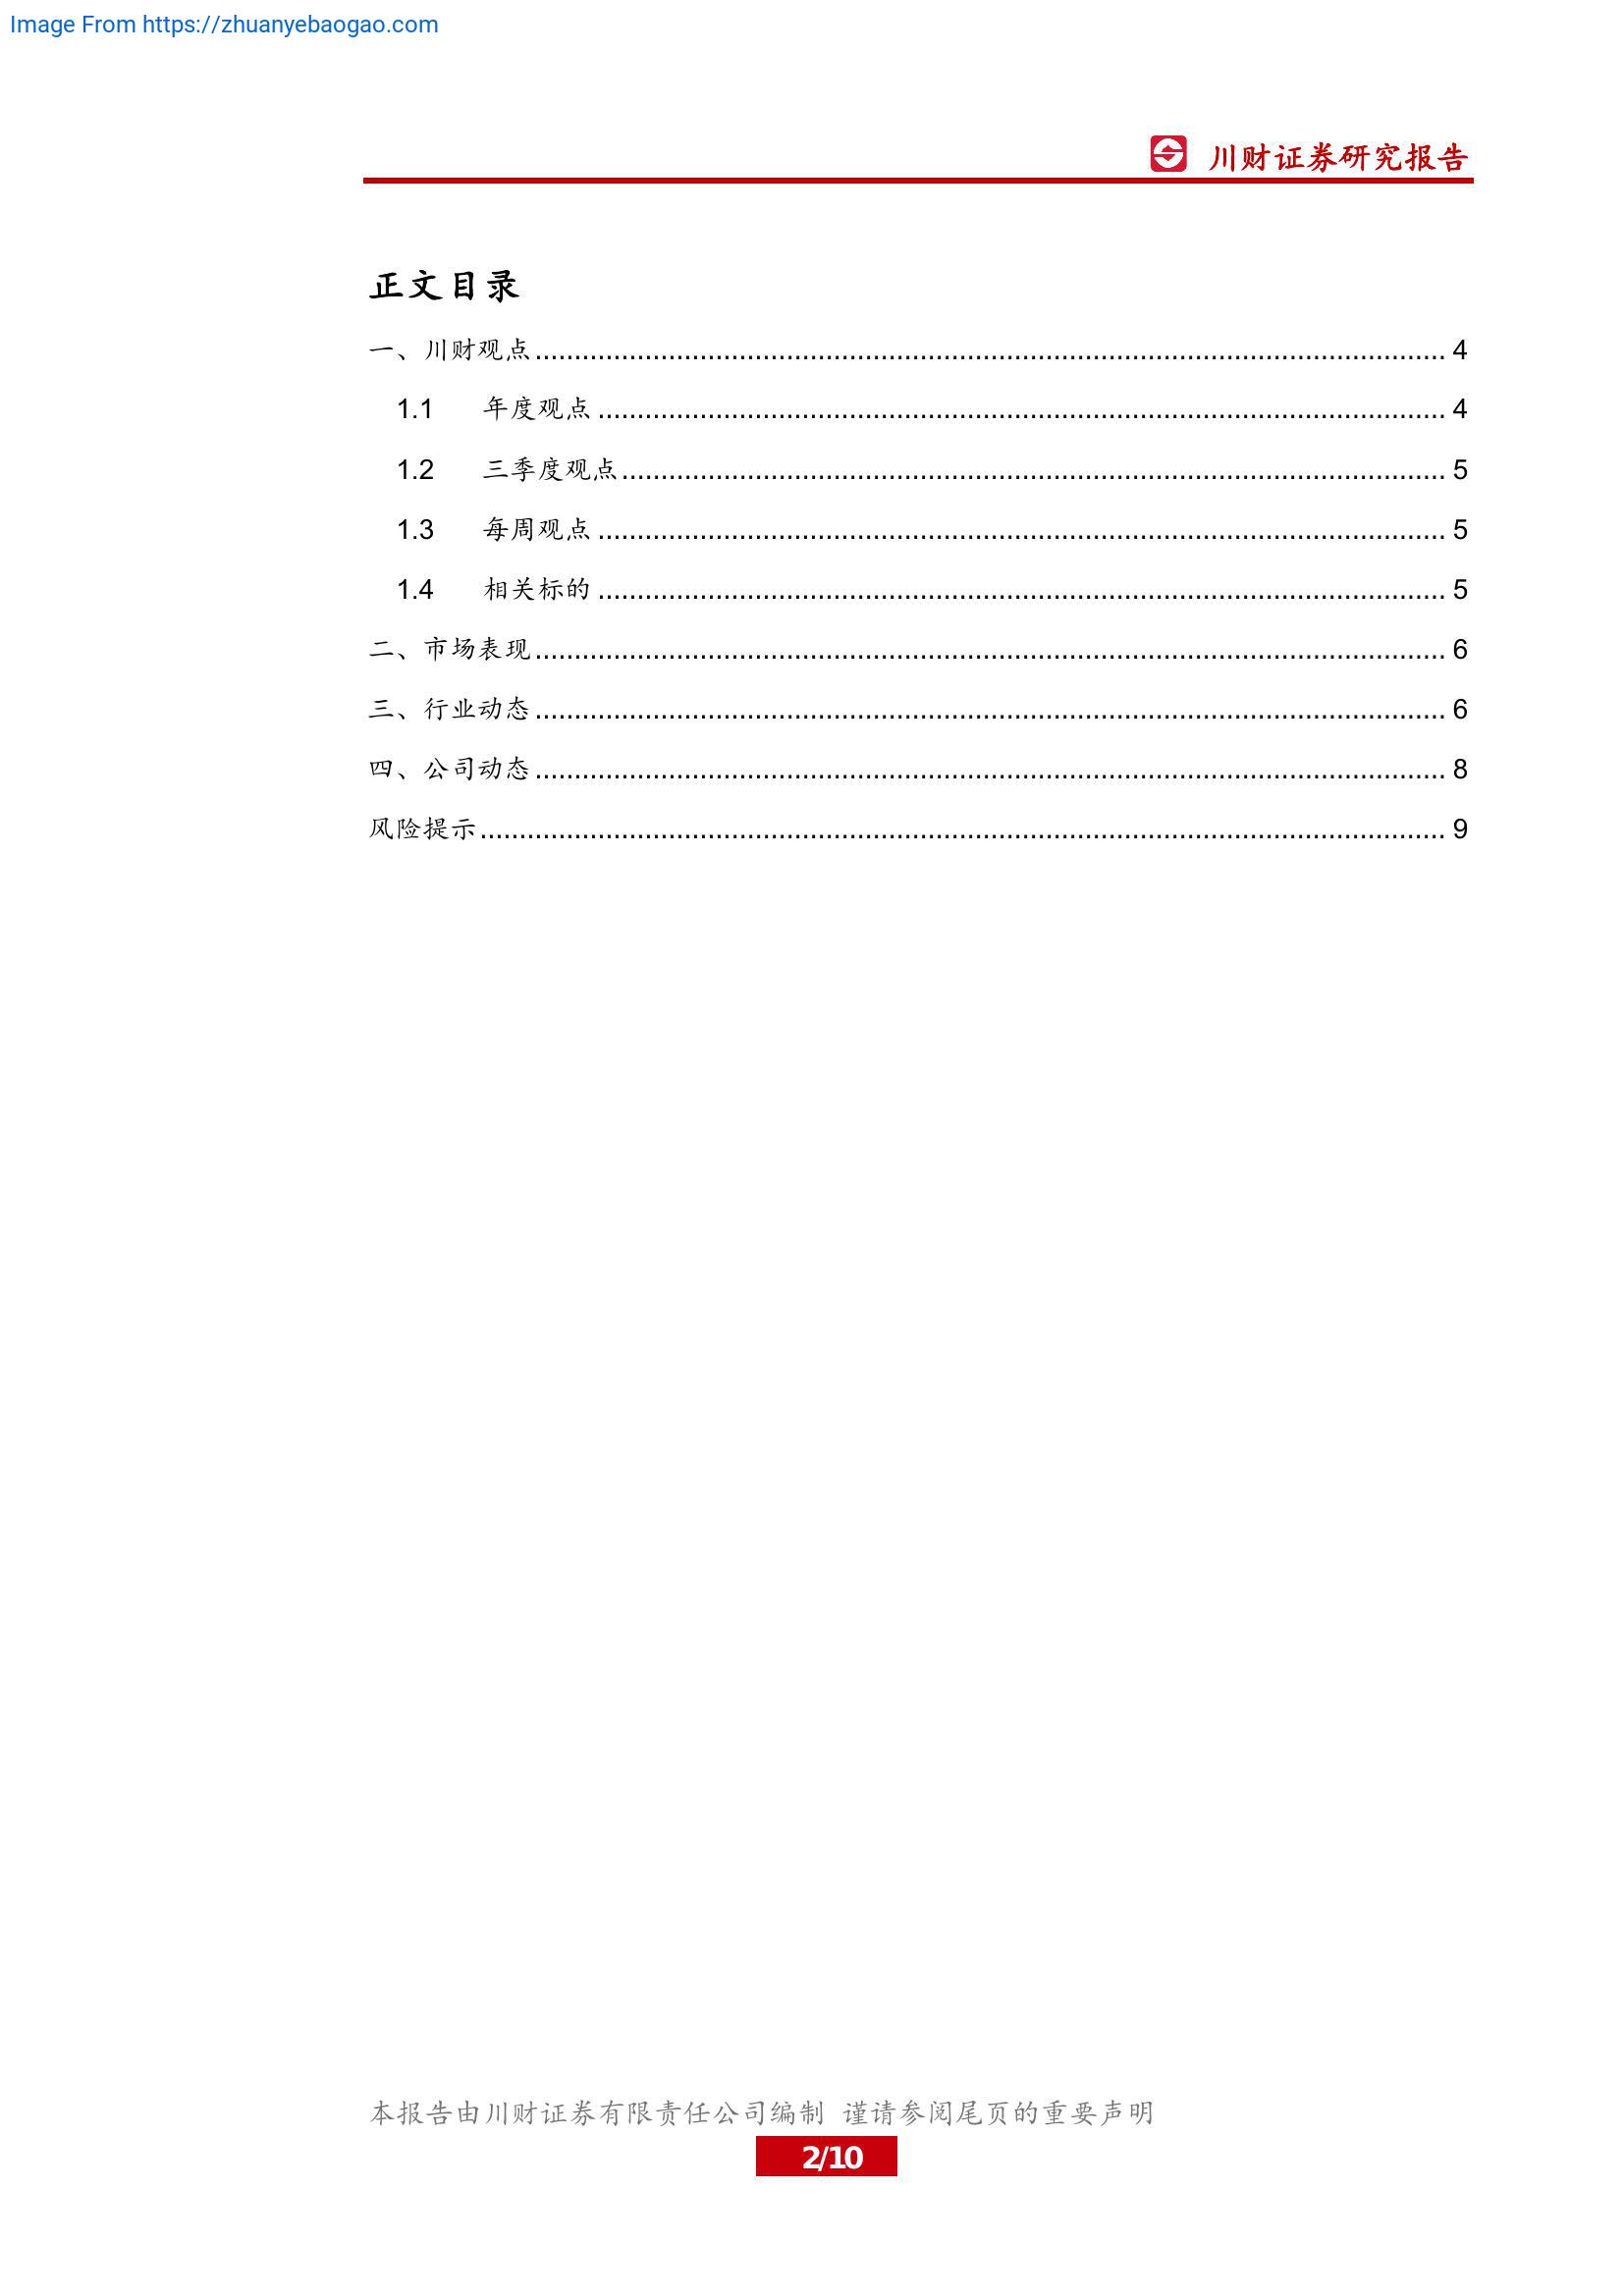 Image From https://zhuanyebaogao.com
川财证券研究报告
正文目录
一、川财观点 4
1.1 年度观点 4
1.2 三季度观点 5
1.3 每周观点 5
1.4 相关标的 5
二、市场表现 6
三、行业动态 6
四、公司动态 8
风险提示 9
本报告由川财证券有限责任公司编制 谨请参阅尾页的重要声明
2/10